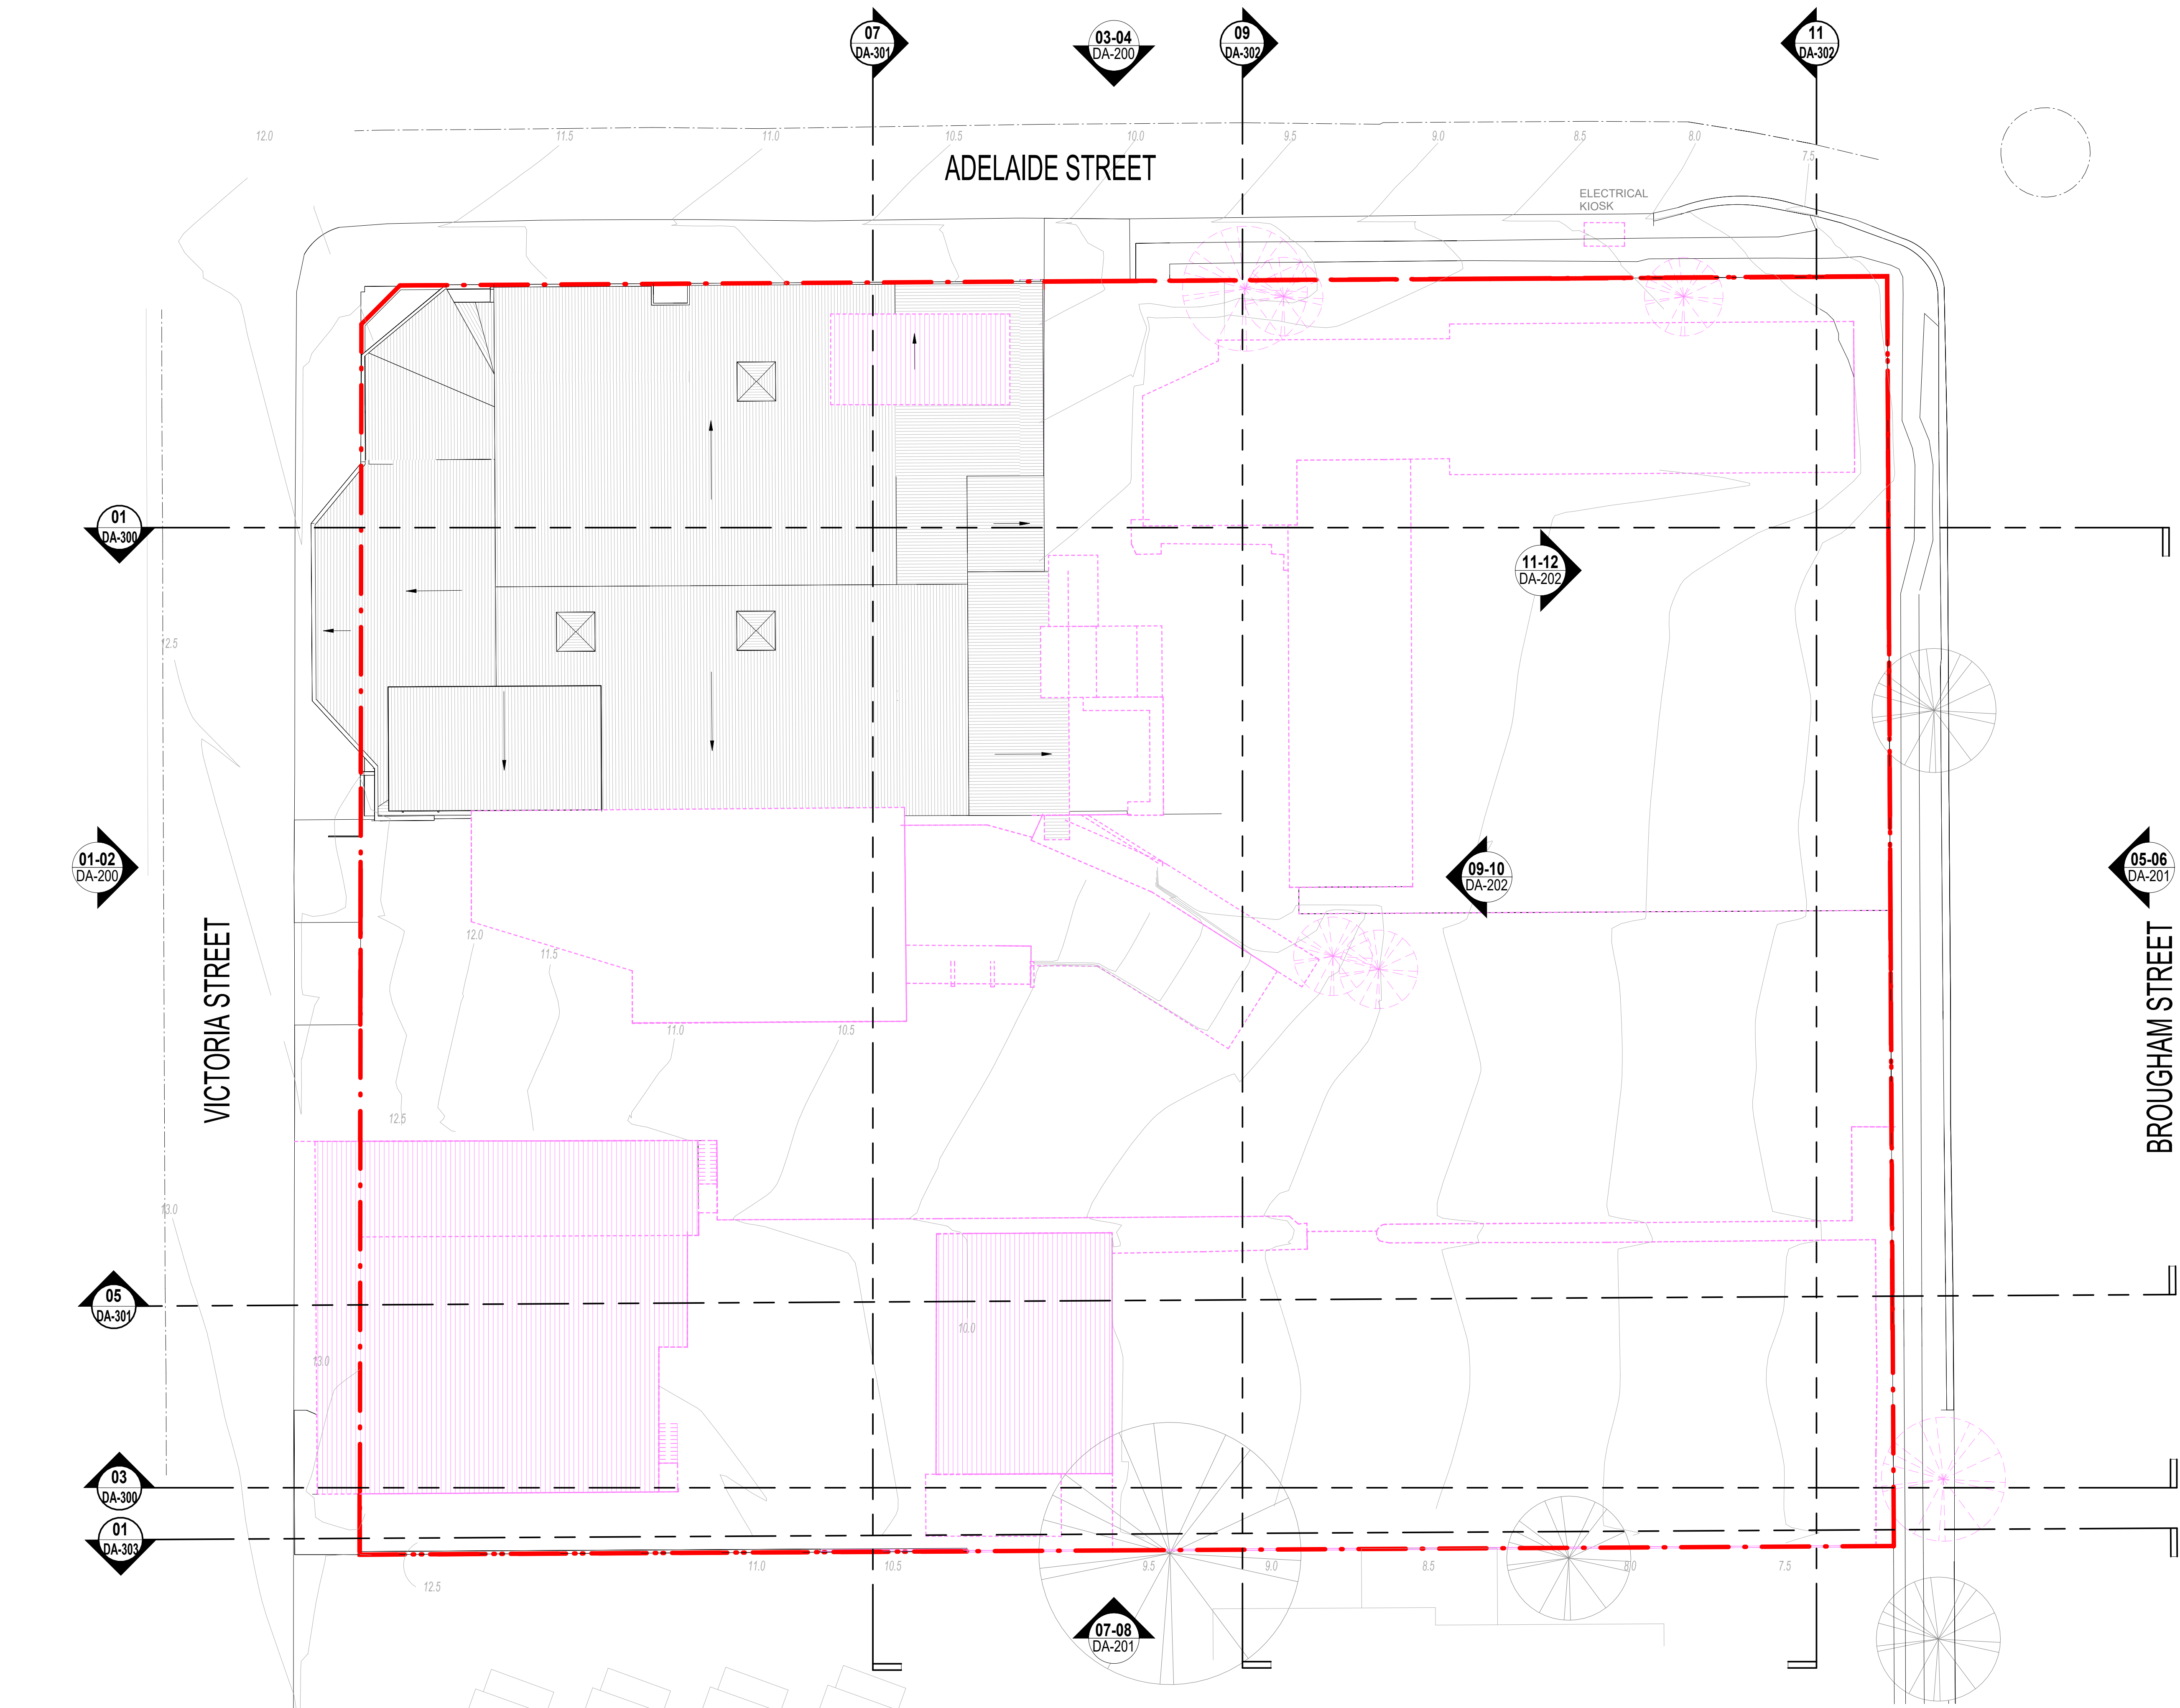 07
DA-301
03-04
DA-200
09
DA-302
11
DA-302
12.0
11.5
11.0
10.5
10.0
9.5
9.0
8.5
8.0
7.5
ADELAIDE STREET
ELECTRICAL
KIOSK
01
DA-300
11-12
DA-202
12.5
01-02
DA-200
09-10
DA-202
05-06
DA-201
VICTORIA STREET
BROUGHAM STREET
12.0
11.5
11.0
10.5
12.5
13.0
05
DA-301
10.0
13.0
03
DA-300
01
DA-303
12.5
11.0
10.5
9.5
9.0
8.5
8.0
7.5
07-08
DA-201